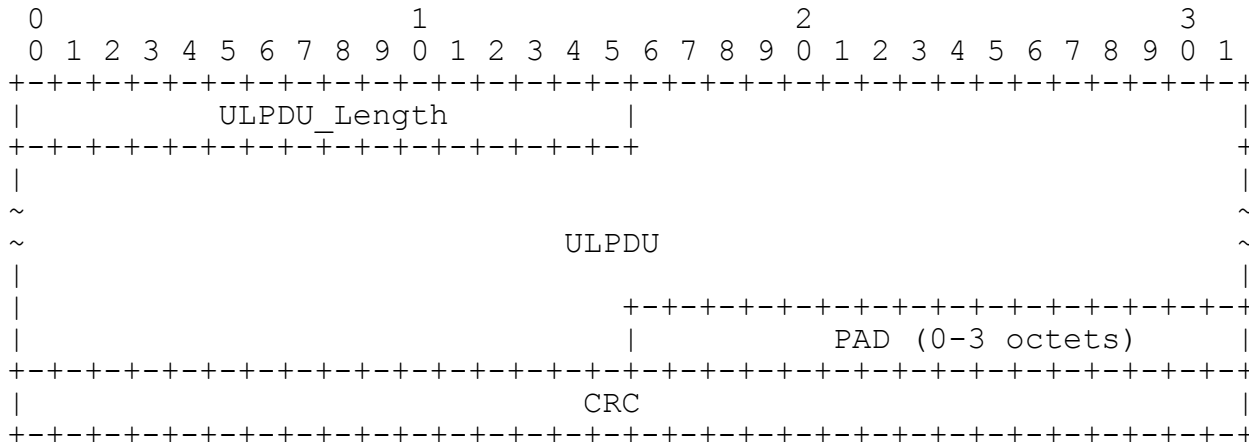 0                   1                   2                   3
 0 1 2 3 4 5 6 7 8 9 0 1 2 3 4 5 6 7 8 9 0 1 2 3 4 5 6 7 8 9 0 1
+-+-+-+-+-+-+-+-+-+-+-+-+-+-+-+-+-+-+-+-+-+-+-+-+-+-+-+-+-+-+-+-+
|          ULPDU_Length         |                               |
+-+-+-+-+-+-+-+-+-+-+-+-+-+-+-+-+                               +
|                                                               |
~                                                               ~
~                            ULPDU                              ~
|                                                               |
|                               +-+-+-+-+-+-+-+-+-+-+-+-+-+-+-+-+
|                               |          PAD (0-3 octets)     |
+-+-+-+-+-+-+-+-+-+-+-+-+-+-+-+-+-+-+-+-+-+-+-+-+-+-+-+-+-+-+-+-+
|                             CRC                               |
+-+-+-+-+-+-+-+-+-+-+-+-+-+-+-+-+-+-+-+-+-+-+-+-+-+-+-+-+-+-+-+-+